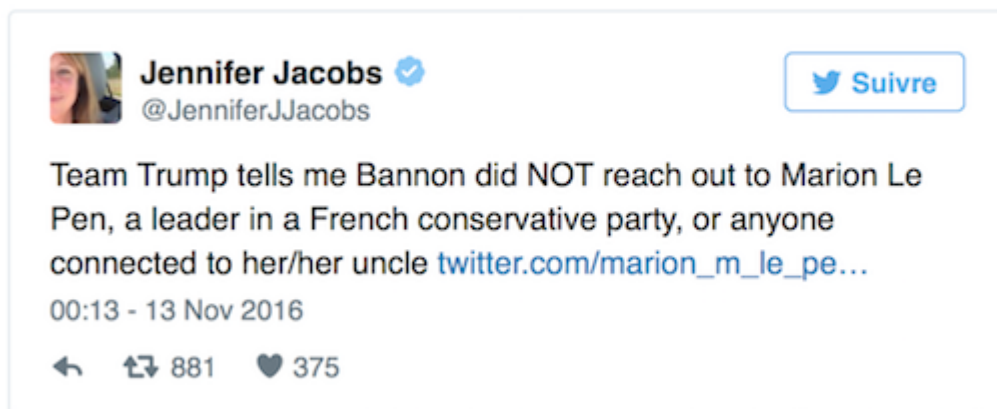 Jennifer Jacobs
Suivre
@JenniferJJacobs
Team Trump tells me Bannon did NOT reach out to Marion Le
Pen, a leader in a French conservative party, or anyone
connected to her/her uncle twitter.com/marion_m_le_pe…
00:13 - 13 Nov 2016
881 375